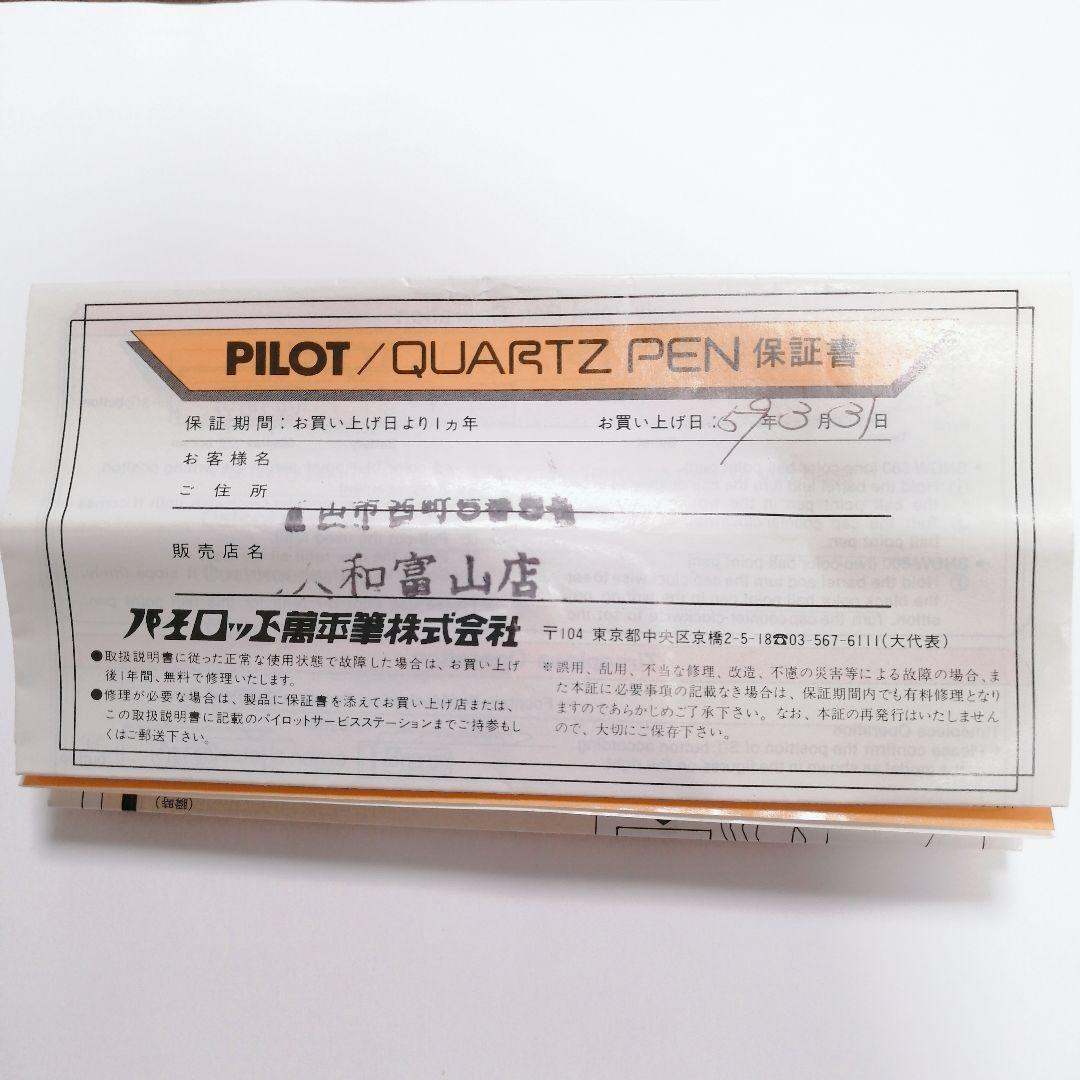 PILOT / QUARTZ PEN 保証書
保証期間：お買い上げ日より1ヵ年
お買い上げ日：59年3月31日
お客様名
ご住所
山市西町
販売店名
和富山店
パイロット萬年筆株式会社
〒104 東京都中央区京橋2-5-18☎03-567-6111(大代表)
●取扱説明書に従った正常な使用状態で故障した場合は、お買い上げ
後1年間、無料で修理いたします。
●修理が必要な場合は、製品に保証書を添えてお買い上げ店または、
この取扱説明書に記載のパイロットサービスステーションまでご持参もし
くはご郵送下さい。
※誤用、乱用、不当な修理、改造、不慮の災害等による故障の場合、ま
た本証に必要事項の記載なき場合は、保証期間内でも有料修理となり
ますのであらかじめご了承下さい。なお、本証の再発行はいたしません
ので、大切にご保存下さい。
(瞬時)